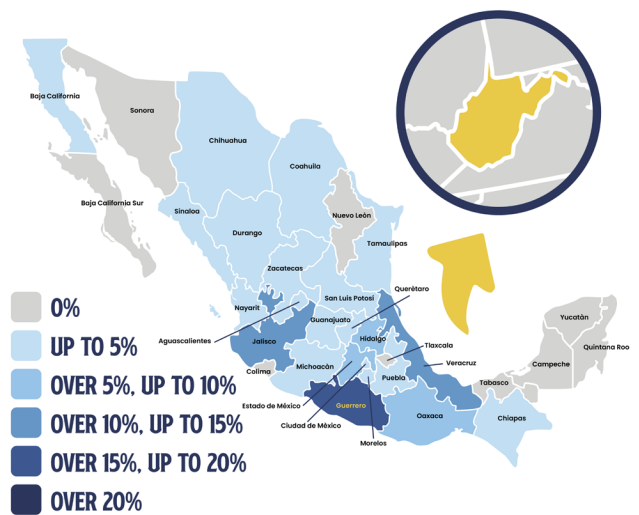 Baja California
Sonora
Chihuahua
Coahuila
Baja California Sur
Sinaloa
Nuevo León
Durango
Tamaulipas
Zacatecas
Querétaro
San Luis Potosí
Nayarit
Guanajuato
Aguascalientes
Jalisco
Hidalgo
Tlaxcala
Veracruz
Colima
Michoacán
Puebla
Estado de México
Guerrero
Ciudad de México
Morelos
Oaxaca
Tabasco
Chiapas
Campeche
Yucatàn
Quintana Roo
0%
UP TO 5%
OVER 5%, UP TO 10%
OVER 10%, UP TO 15%
OVER 15%, UP TO 20%
OVER 20%